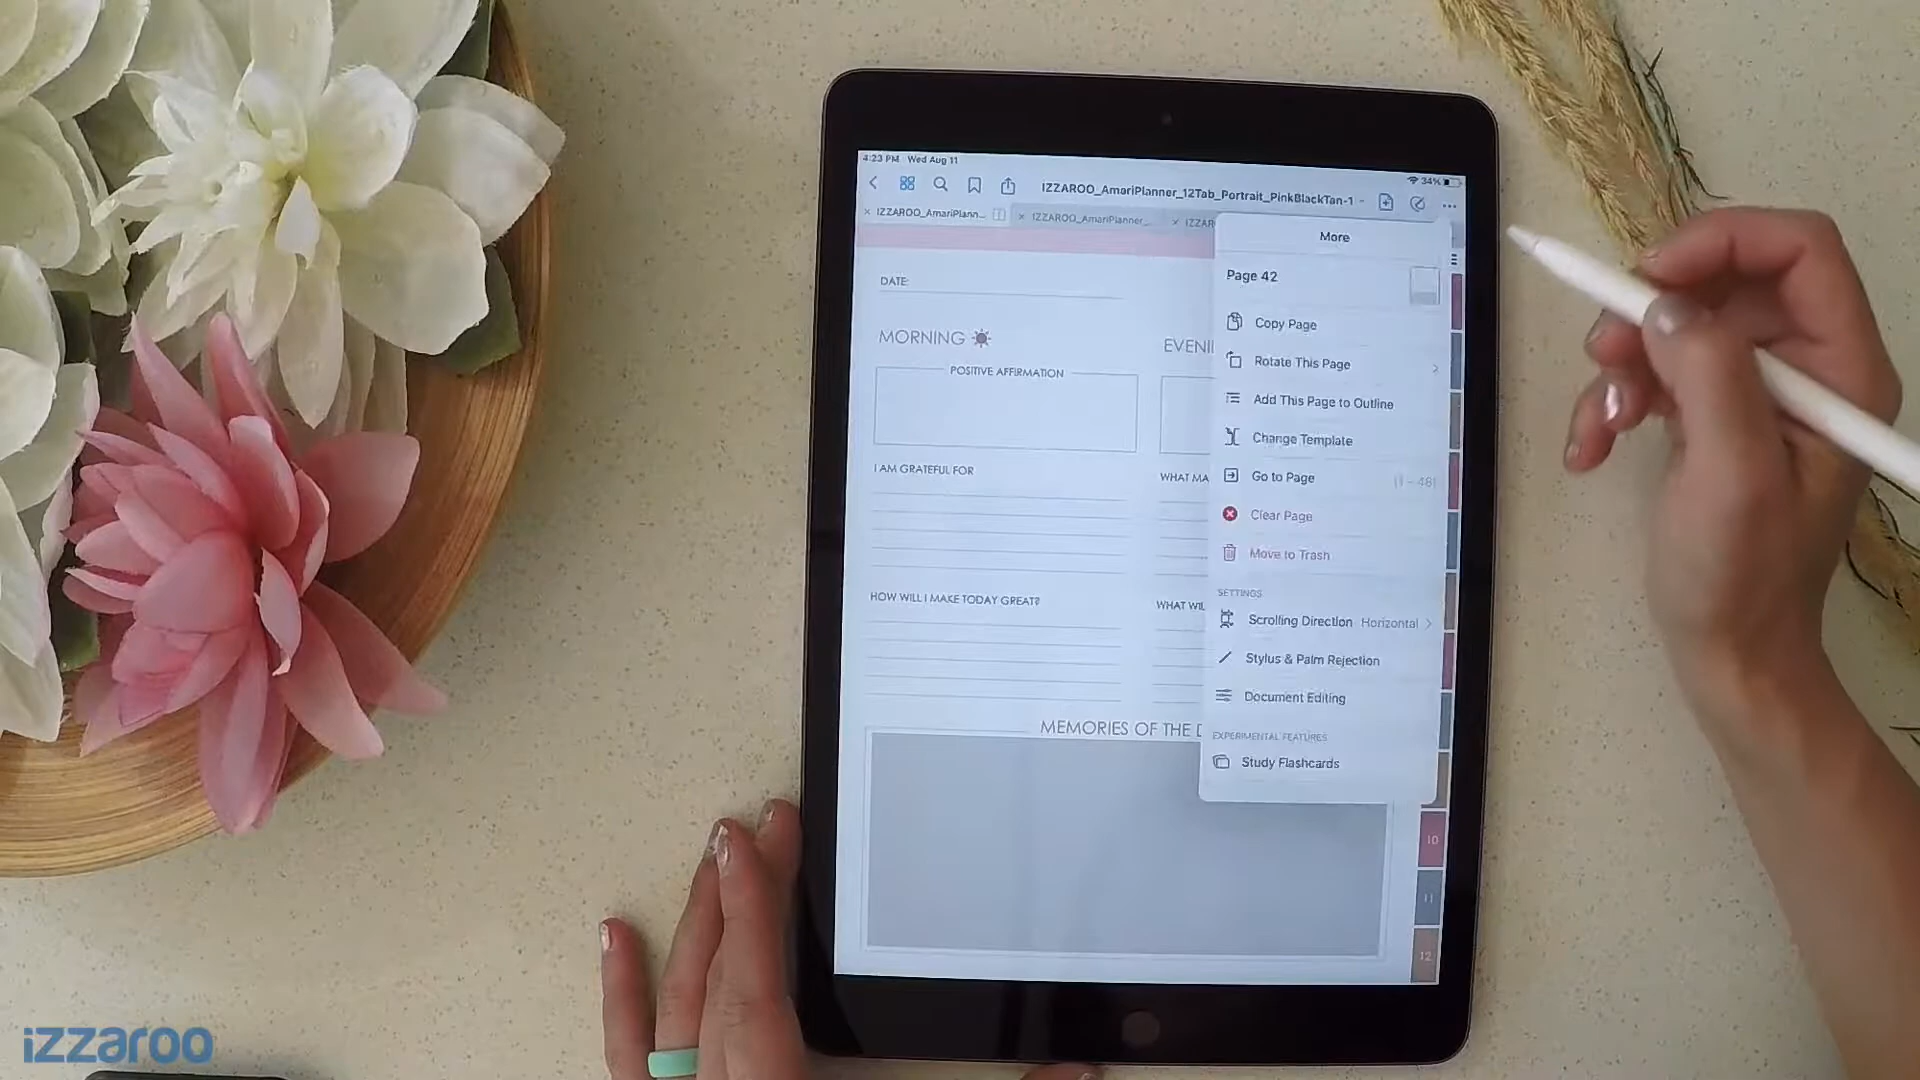 4:23 PM Wed Aug 11
34%
IZZAROO_AmariPlanner_12Tab_Portrait_PinkBlackTan-1
IZZAROO_AmariPlann...
IZZAROO_AmariPlanner_...
IZZAR
More
Page 42
Copy Page
Rotate This Page
Add This Page to Outline
Change Template
Go to Page (1 – 48)
Clear Page
Move to Trash
SETTINGS
Scrolling Direction Horizontal
Stylus & Palm Rejection
Document Editing
EXPERIMENTAL FEATURES
Study Flashcards
DATE:
MORNING
EVENI
POSITIVE AFFIRMATION
I AM GRATEFUL FOR
WHAT MA
HOW WILL I MAKE TODAY GREAT?
WHAT WIL
MEMORIES OF THE D
10
11
12
izzaroo